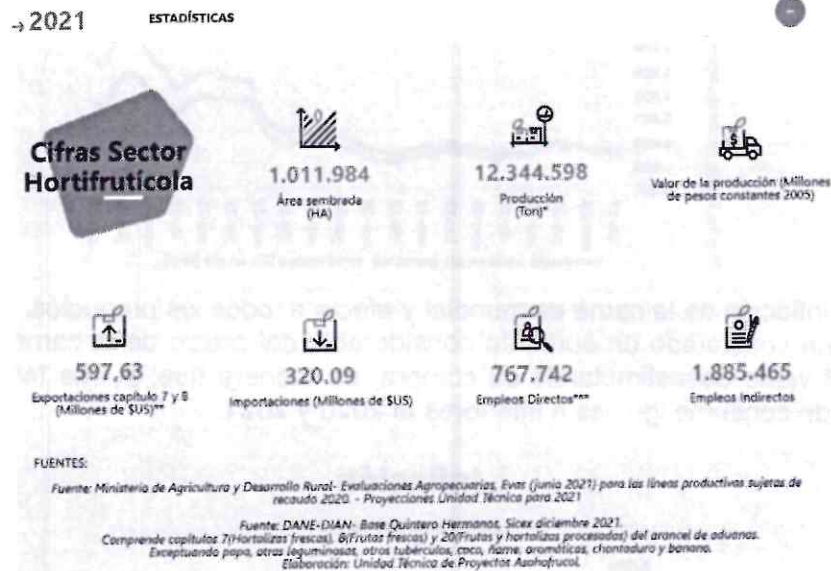 →2021
ESTADÍSTICAS
Cifras Sector
Hortifrutícola
1.011.984
Área sembrada
(HA)
12.344.598
Producción
(Ton)*
Valor de la producción (Millones
de pesos constantes 2005)
597,63
Exportaciones capítulo 7 y 8
(Millones de $US)**
320.09
Importaciones (Millones de $US)
767.742
Empleos Directos***
1.885.465
Empleos Indirectos
FUENTES:
Fuente: Ministerio de Agricultura y Desarrollo Rural- Evaluaciones Agropecuarias, Evas (junio 2021) para las líneas productivas sujetas de
recaudo 2020. - Proyecciones Unidad Técnica para 2021
Fuente: DANE-DIAN- Base Quintero Hermanos, Sicex diciembre 2021.
Comprende capítulos 7(Hortalizas frescas), 8(Frutas frescas) y 20(Frutas y hortalizas procesadas) del arancel de aduanas.
Exceptuando papa, otras leguminosas, otros tubérculos, coco, ñame, aromáticas, chontaduro y banano.
Elaboración: Unidad Técnica de Proyectos Asohofrucol.